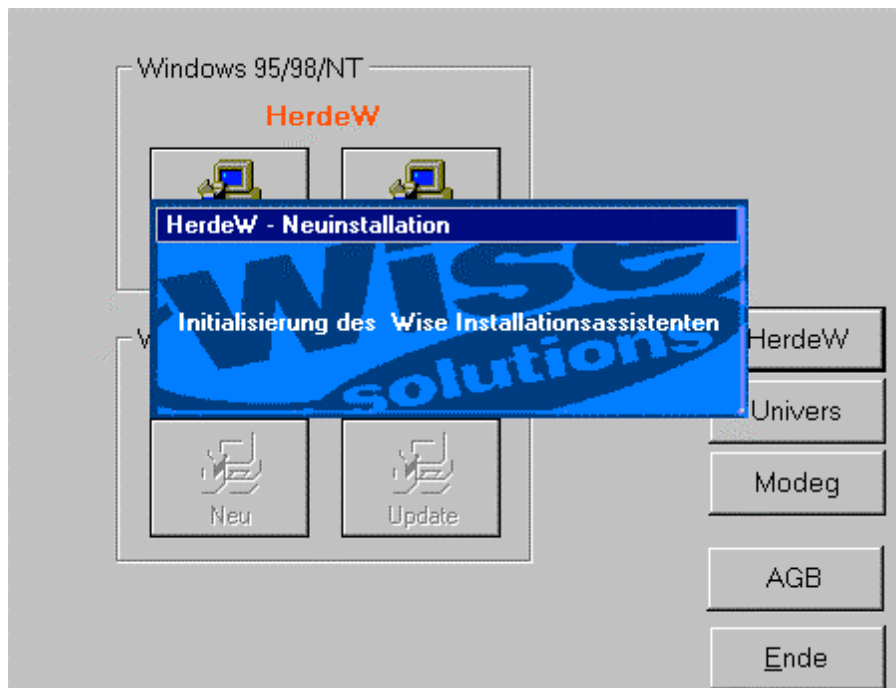 Windows 95/98/NT
HerdeW
HerdeW - Neuinstallation
Wise
Initialisierung des Wise Installationsassistenten
solutions
Neu
Update
HerdeW
Univers
Modeg
AGB
Ende